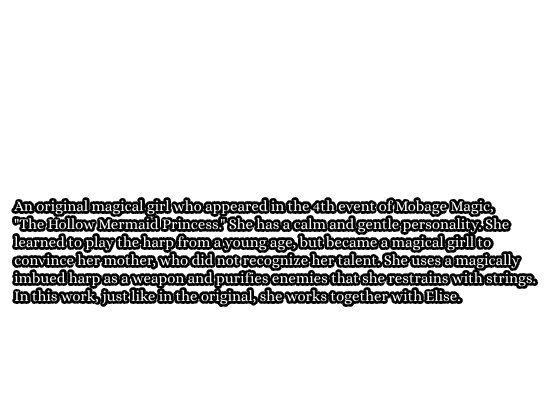 An original magical girl who appeared in the 4th event of Mobage Magic,
"The Hollow Mermaid Princess." She has a calm and gentle personality. She
learned to play the harp from a young age, but became a magical girll to
convince her mother, who did not recognize her talent. She uses a magically
imbued harp as a weapon and purifies enemies that she restrains with strings.
In this work, just like in the original, she works together with Elise.